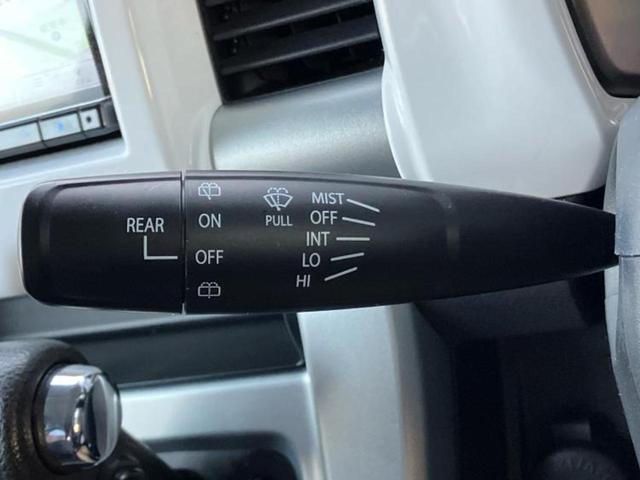 REAR
ON
OFF
PULL
MIST
OFF
INT
LO
HI